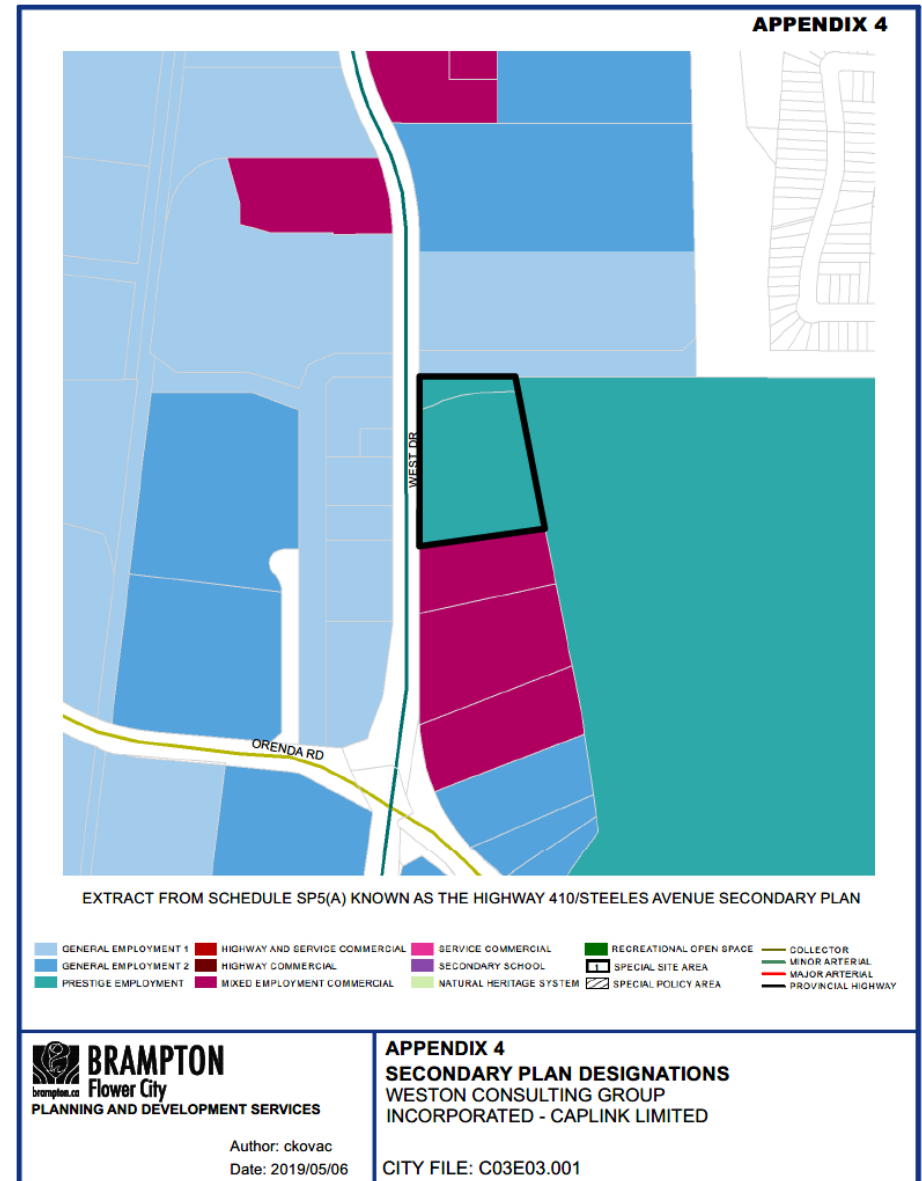 APPENDIX 4
WEST DR
ORENDA RD
EXTRACT FROM SCHEDULE SP5(A) KNOWN AS THE HIGHWAY 410/STEELES AVENUE SECONDARY PLAN
GENERAL EMPLOYMENT 1 HIGHWAY AND SERVICE COMMERCIAL SERVICE COMMERCIAL RECREATIONAL OPEN SPACE COLLECTOR
GENERAL EMPLOYMENT 2 HIGHWAY COMMERCIAL SECONDARY SCHOOL 1 SPECIAL SITE AREA MINOR ARTERIAL
MAJOR ARTERIAL
PRESTIGE EMPLOYMENT MIXED EMPLOYMENT COMMERCIAL NATURAL HERITAGE SYSTEM SPECIAL POLICY AREA PROVINCIAL HIGHWAY
BRAMPTON
brampton.ca Flower City
PLANNING AND DEVELOPMENT SERVICES
Author: ckovac
Date: 2019/05/06
APPENDIX 4
SECONDARY PLAN DESIGNATIONS
WESTON CONSULTING GROUP
INCORPORATED - CAPLINK LIMITED
CITY FILE: C03E03.001